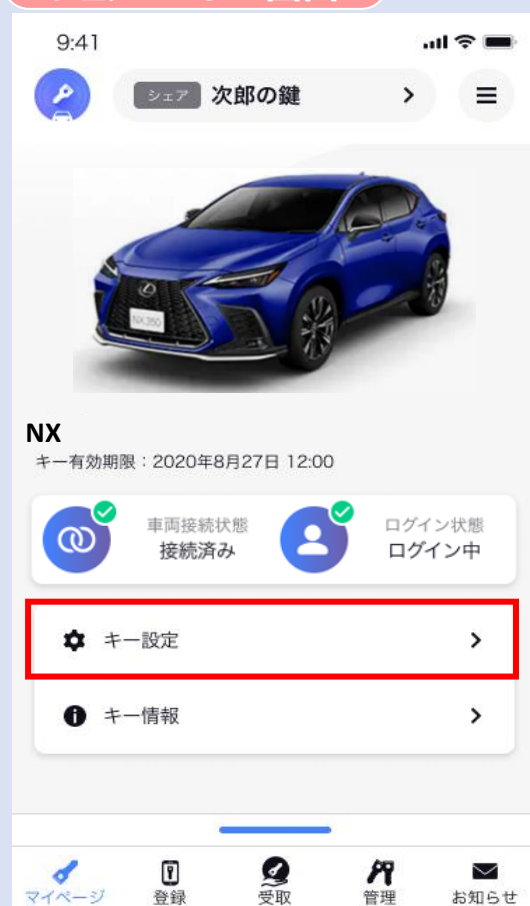 9:41
シェア 次郎の鍵
NX350
NX
キー有効期限：2020年8月27日 12:00
車両接続状態
接続済み
ログイン状態
ログイン中
キー設定
キー情報
マイページ
登録
受取
管理
お知らせ